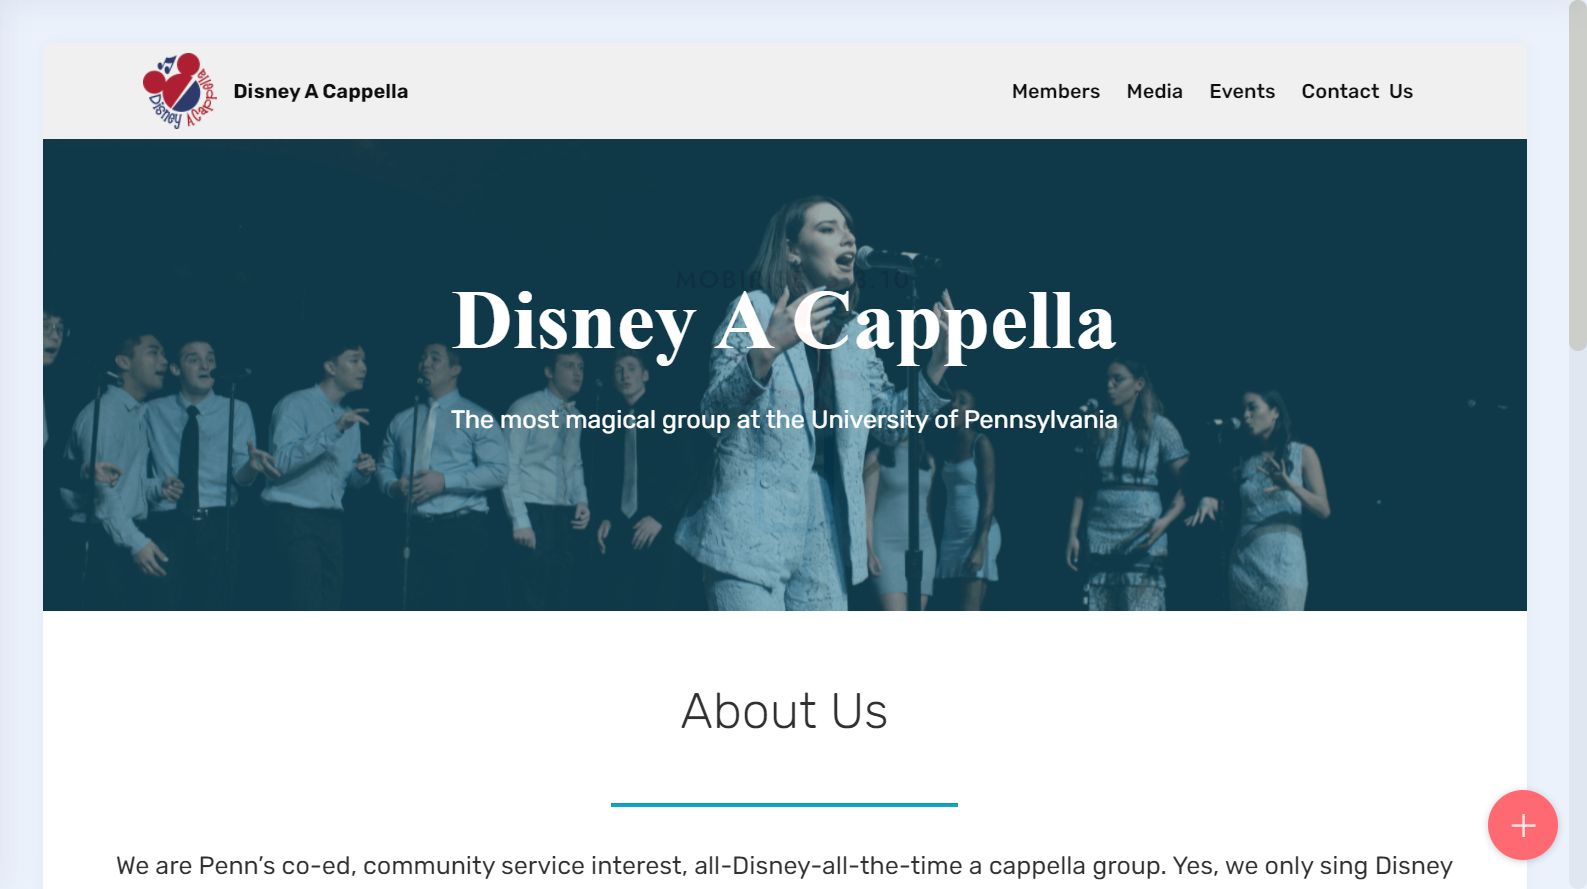 Disney A Cappella
Disney A Cappella
Members Media Events Contact Us
Disney A Cappella
The most magical group at the University of Pennsylvania
About Us
We are Penn’s co-ed, community service interest, all-Disney-all-the-time a cappella group. Yes, we only sing Disney